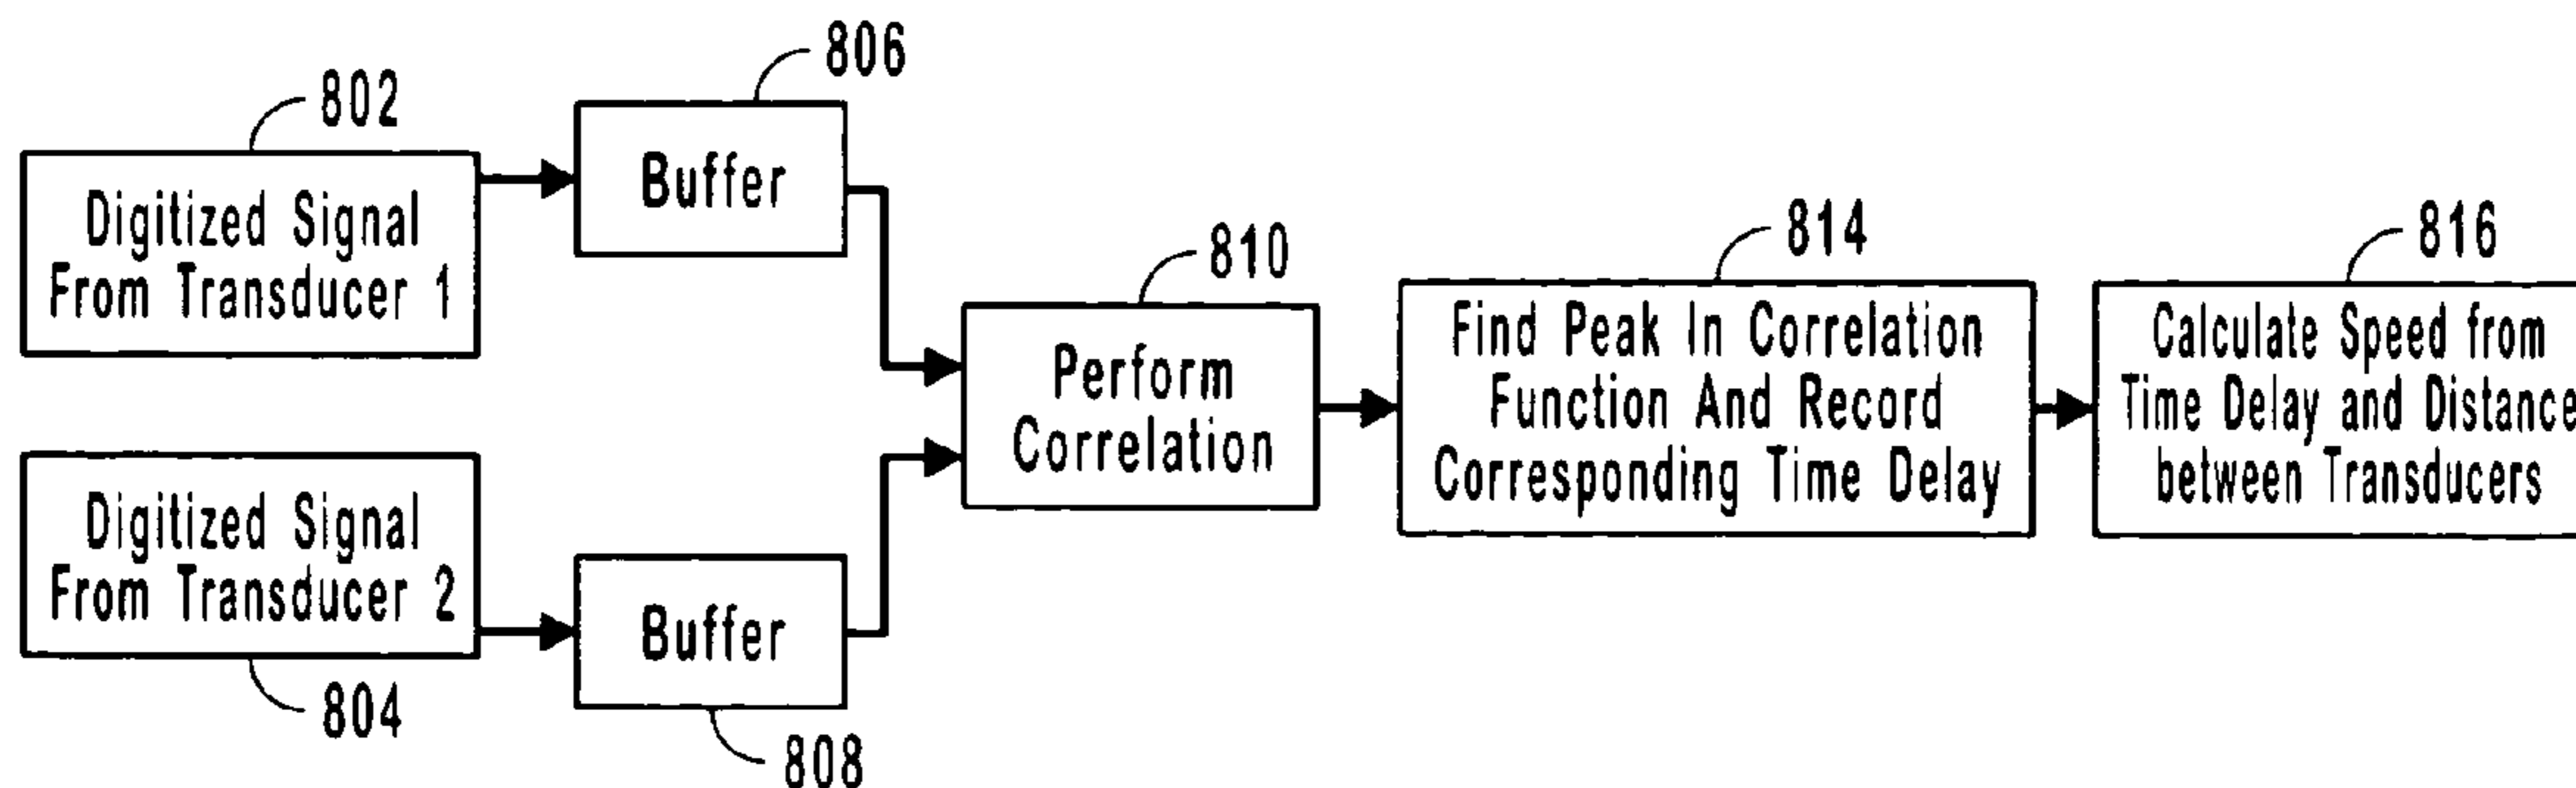 802
Digitized Signal
From Transducer 1
806
Buffer
804
Digitized Signal
From Transducer 2
808
Buffer
810
Perform
Correlation
814
Find Peak In Correlation
Function And Record
Corresponding Time Delay
816
Calculate Speed from
Time Delay and Distance
between Transducers